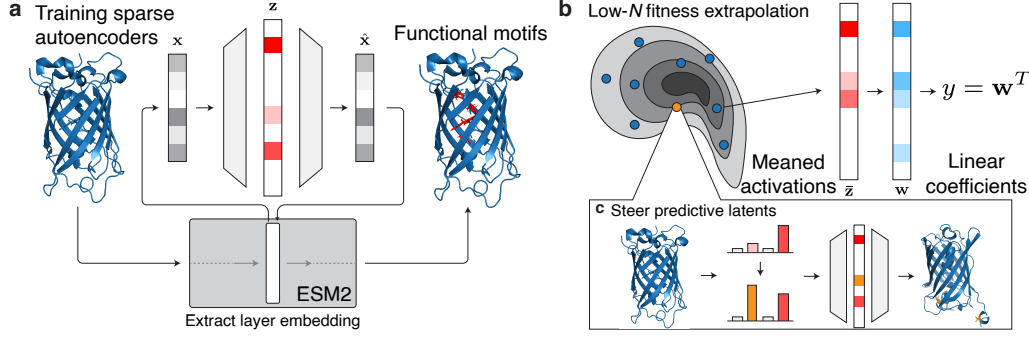 a
Training sparse
autoencoders
x
z
x̂
Functional motifs
ESM2
Extract layer embedding
b
Low-N fitness extrapolation
y = w^T
Meaned
activations
z̄
w
Linear
coefficients
c Steer predictive latents